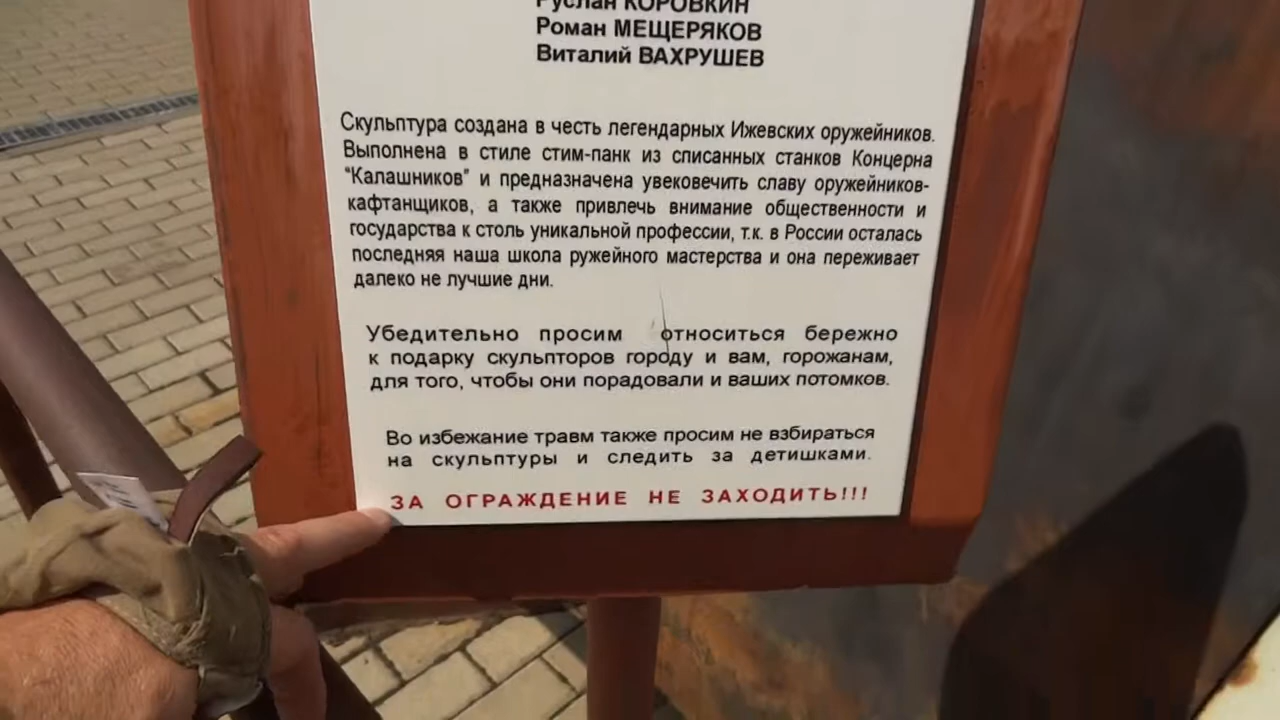 Руслан КОРОВКИН
Роман МЕЩЕРЯКОВ
Виталий ВАХРУШЕВ
Скульптура создана в честь легендарных Ижевских оружейников.
Выполнена в стиле стим-панк из списанных станков Концерна
"Калашников" и предназначена увековечить славу оружейников-
кафтанщиков, а также привлечь внимание общественности и
государства к столь уникальной профессии, т.к. в России осталась
последняя наша школа ружейного мастерства и она переживает
далеко не лучшие дни.
Убедительно просим относиться бережно
к подарку скульпторов городу и вам, горожанам,
для того, чтобы они порадовали и ваших потомков.
Во избежание травм также просим не взбираться
на скульптуры и следить за детишками.
ЗА ОГРАЖДЕНИЕ НЕ ЗАХОДИТЬ!!!